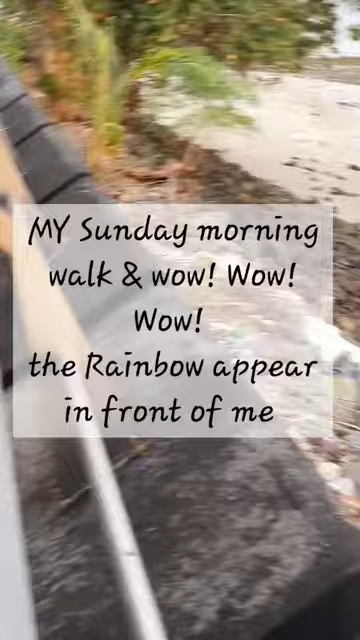 MY Sunday morning
walk & wow! Wow!
Wow!
the Rainbow appear
in front of me